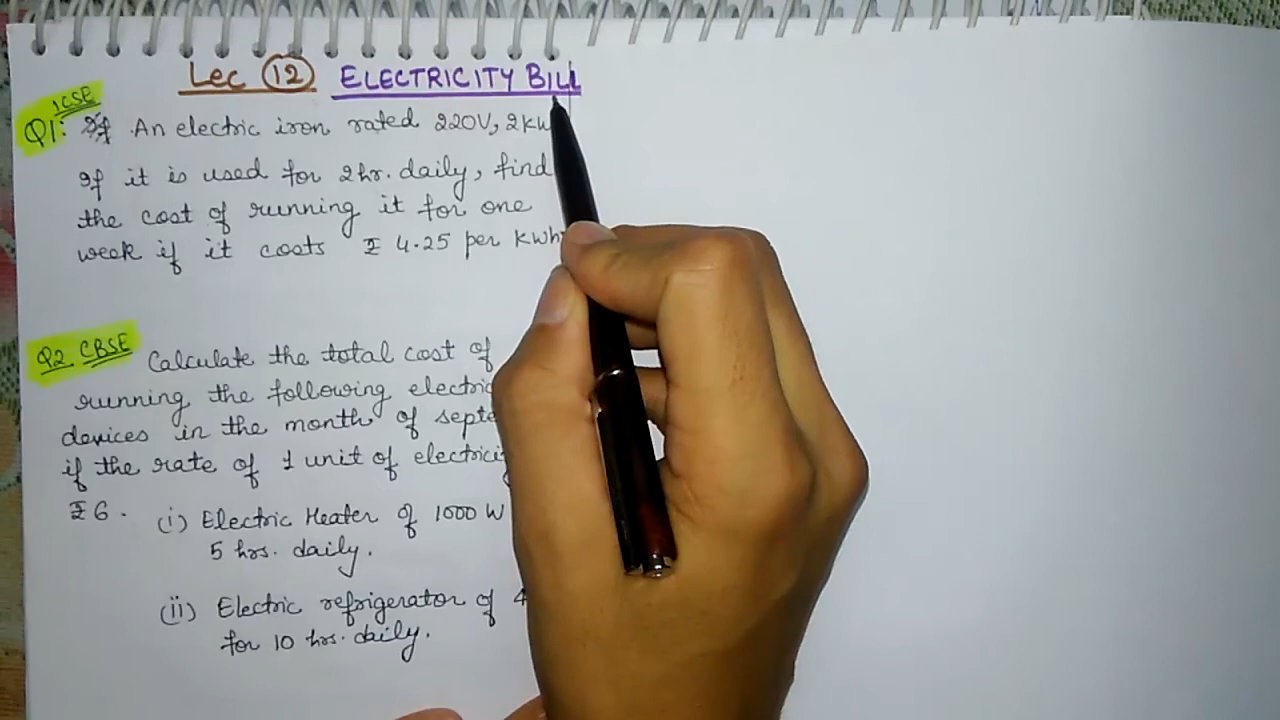 Lec 12 ELECTRICITY BILL
ICSE
Q1: An electric iron rated 220V, 2kW
If it is used for 2hr. daily, find
the cost of running it for one
week if it costs ₹ 4.25 per kwh
Q2 CBSE Calculate the total cost of
running the following electric
devices in the month of septe
if the rate of 1 unit of electrici
₹6.
(i) Electric Heater of 1000 W
5 hrs. daily.
(ii) Electric refrigerator of 4
for 10 hrs. daily.